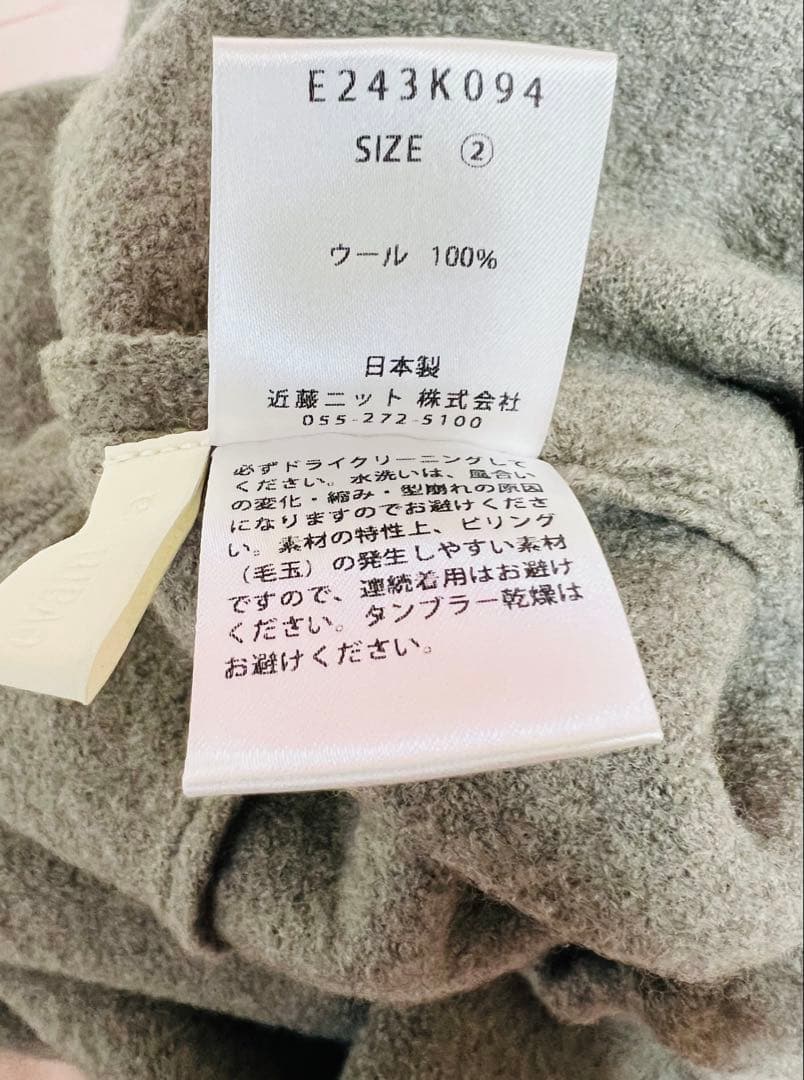 E243K094
SIZE ②
ウール 100%
日本製
近藤ニット 株式会社
055-272-5100
必ずドライクリーニングして
ください。水洗いは、風合い
の変化・縮み・型崩れの原因
になりますのでお避けくださ
い。素材の特性上、ピリング
（毛玉）の発生しやすい素材
ですので、連続着用はお避け
ください。タンブラー乾燥は
お避けください。